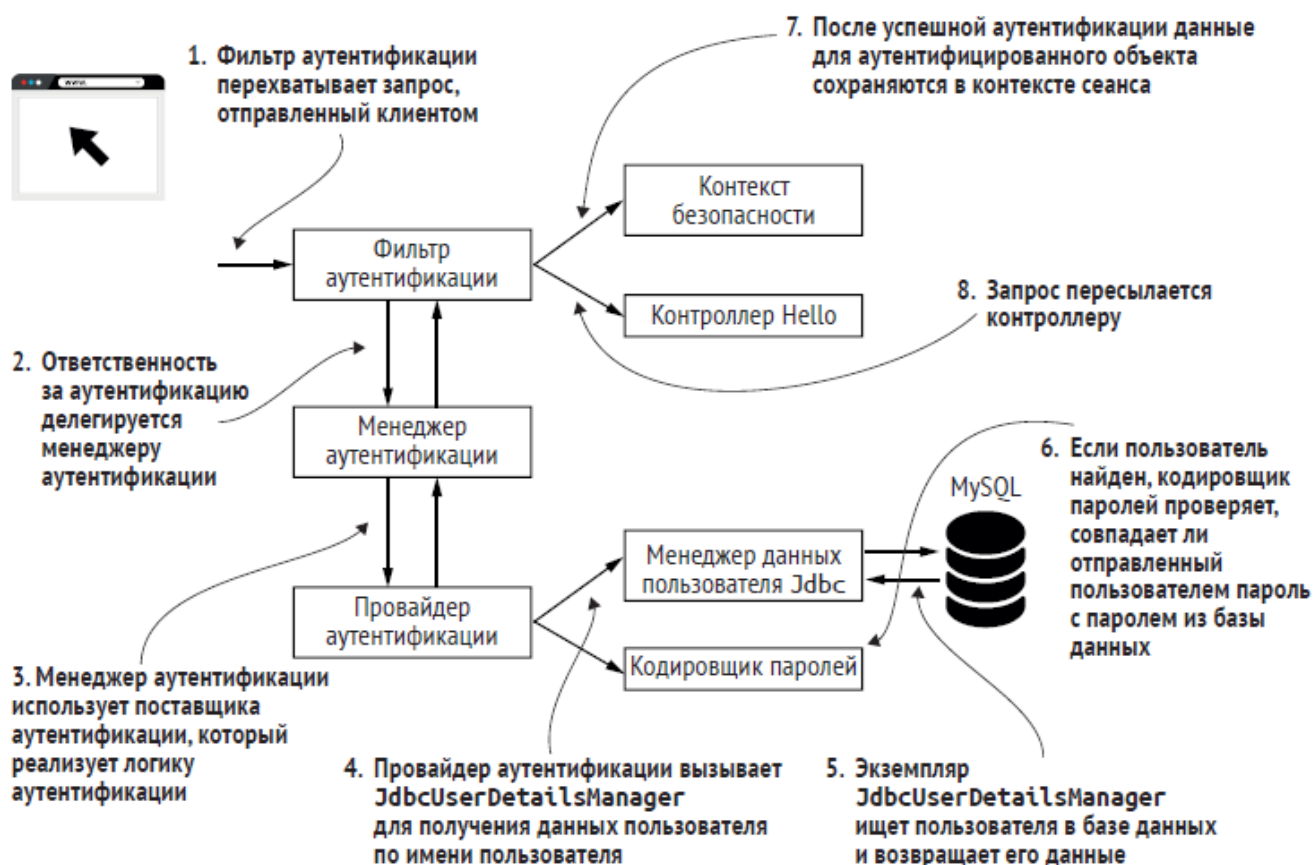 1. Фильтр аутентификации
перехватывает запрос,
отправленный клиентом
7. После успешной аутентификации данные
для аутентифицированного объекта
сохраняются в контексте сеанса
Контекст
безопасности
Фильтр
аутентификации
Контроллер Hello
8. Запрос пересылается
контроллеру
2. Ответственность
за аутентификацию
делегируется
менеджеру
аутентификации
Менеджер
аутентификации
6. Если пользователь
найден, кодировщик
паролей проверяет,
совпадает ли
отправленный
пользователем пароль
с паролем из базы
данных
MySQL
Менеджер данных
пользователя Jdbc
Провайдер
аутентификации
Кодировщик паролей
3. Менеджер аутентификации
использует поставщика
аутентификации, который
реализует логику
аутентификации
4. Провайдер аутентификации вызывает
JdbcUserDetailsManager
для получения данных пользователя
по имени пользователя
5. Экземпляр
JdbcUserDetailsManager
ищет пользователя в базе данных
и возвращает его данные